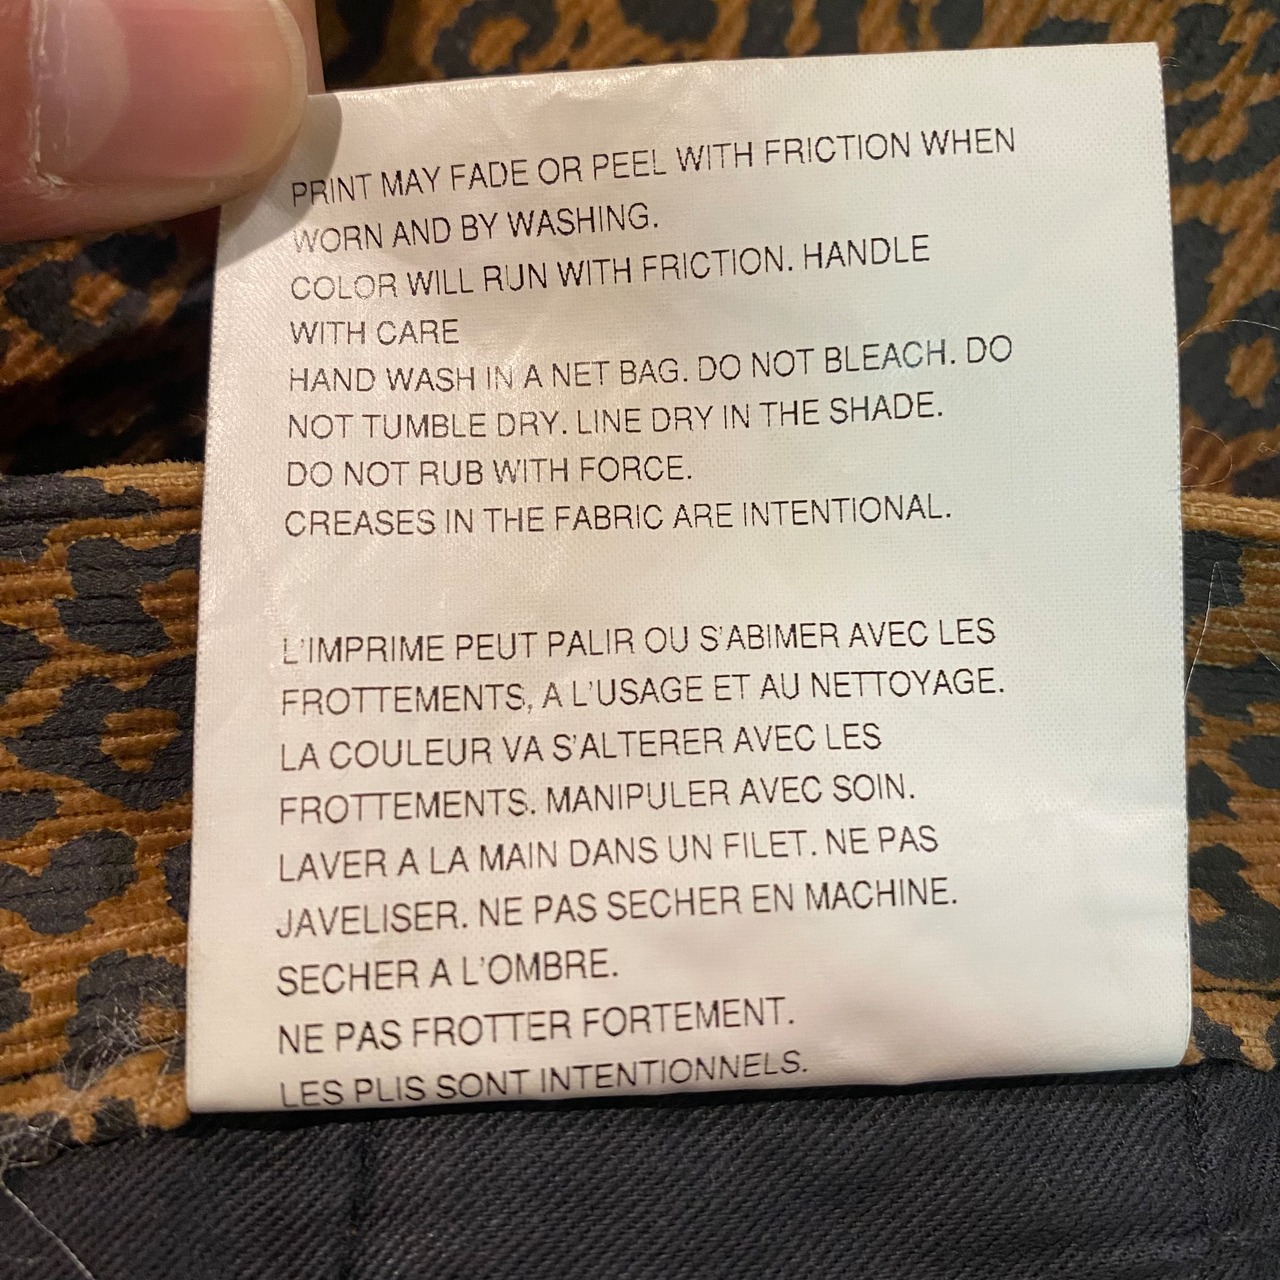 PRINT MAY FADE OR PEEL WITH FRICTION WHEN
WORN AND BY WASHING.
COLOR WILL RUN WITH FRICTION. HANDLE
WITH CARE
HAND WASH IN A NET BAG. DO NOT BLEACH. DO
NOT TUMBLE DRY. LINE DRY IN THE SHADE.
DO NOT RUB WITH FORCE.
CREASES IN THE FABRIC ARE INTENTIONAL.
L'IMPRIME PEUT PALIR OU S'ABIMER AVEC LES
FROTTEMENTS, A L'USAGE ET AU NETTOYAGE.
LA COULEUR VA S'ALTERER AVEC LES
FROTTEMENTS. MANIPULER AVEC SOIN.
LAVER A LA MAIN DANS UN FILET. NE PAS
JAVELISER. NE PAS SECHER EN MACHINE.
SECHER A L'OMBRE.
NE PAS FROTTER FORTEMENT.
LES PLIS SONT INTENTIONNELS.